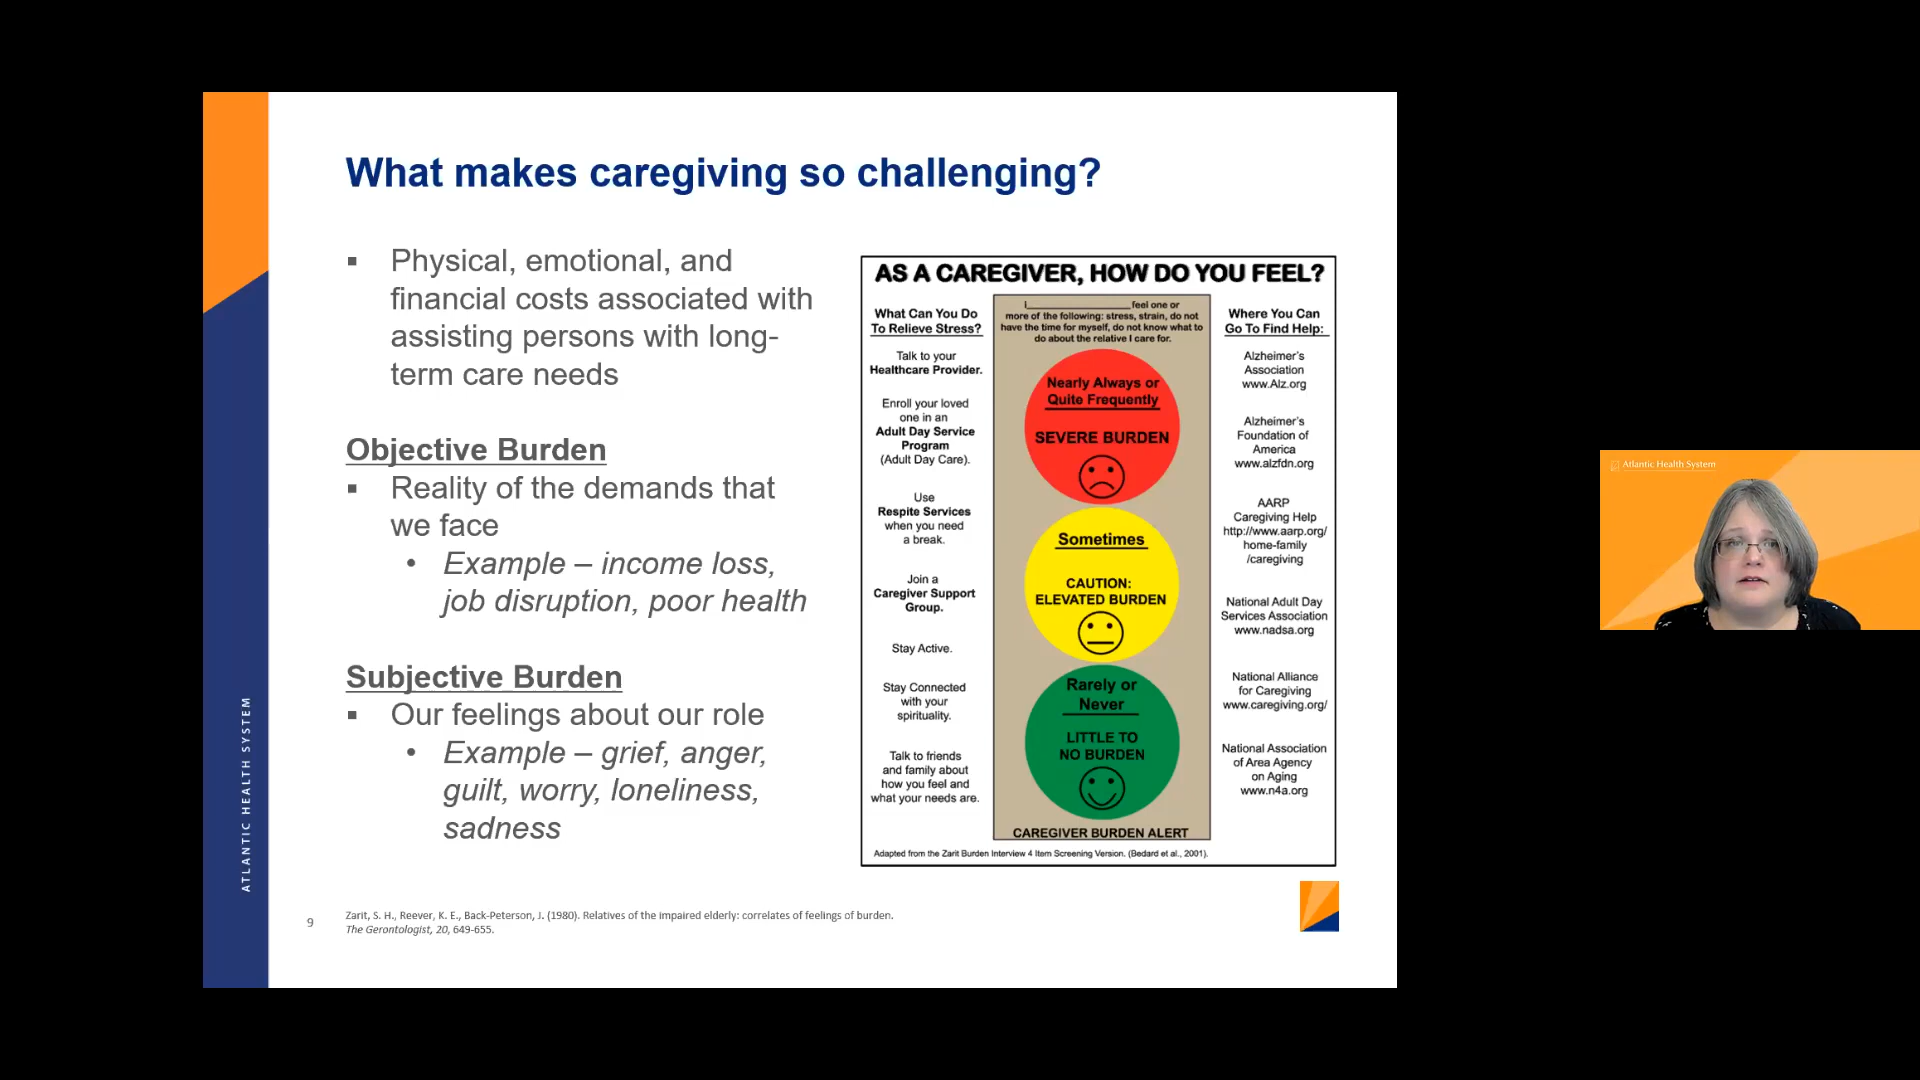 What makes caregiving so challenging?
▪ Physical, emotional, and
financial costs associated with
assisting persons with long-
term care needs
Objective Burden
▪ Reality of the demands that
we face
• Example – income loss,
job disruption, poor health
Subjective Burden
▪ Our feelings about our role
• Example – grief, anger,
guilt, worry, loneliness,
sadness
AS A CAREGIVER, HOW DO YOU FEEL?
What Can You Do
To Relieve Stress?
Talk to your
Healthcare Provider.
Enroll your loved
one in an
Adult Day Service
Program
(Adult Day Care).
Use
Respite Services
when you need
a break.
Join a
Caregiver Support
Group.
Stay Active.
Stay Connected
with your
spirituality.
Talk to friends
and family about
how you feel and
what your needs are.
I____________________feel one or
more of the following: stress, strain, do not
have the time for myself, do not know what to
do about the relative I care for.
Nearly Always or
Quite Frequently
SEVERE BURDEN
Sometimes
CAUTION:
ELEVATED BURDEN
Rarely or
Never
LITTLE TO
NO BURDEN
CAREGIVER BURDEN ALERT
Where You Can
Go To Find Help:
Alzheimer's
Association
www.Alz.org
Alzheimer's
Foundation of
America
www.alzfdn.org
AARP
Caregiving Help
http://www.aarp.org/
home-family
/caregiving
National Adult Day
Services Association
www.nadsa.org
National Alliance
for Caregiving
www.caregiving.org/
National Association
of Area Agency
on Aging
www.n4a.org
Adapted from the Zarit Burden Interview 4 Item Screening Version. (Bedard et al., 2001).
ATLANTIC HEALTH SYSTEM
9
Zarit, S. H., Reever, K. E., Back-Peterson, J. (1980). Relatives of the impaired elderly: correlates of feelings of burden.
The Gerontologist, 20, 649-655.
Atlantic Health System